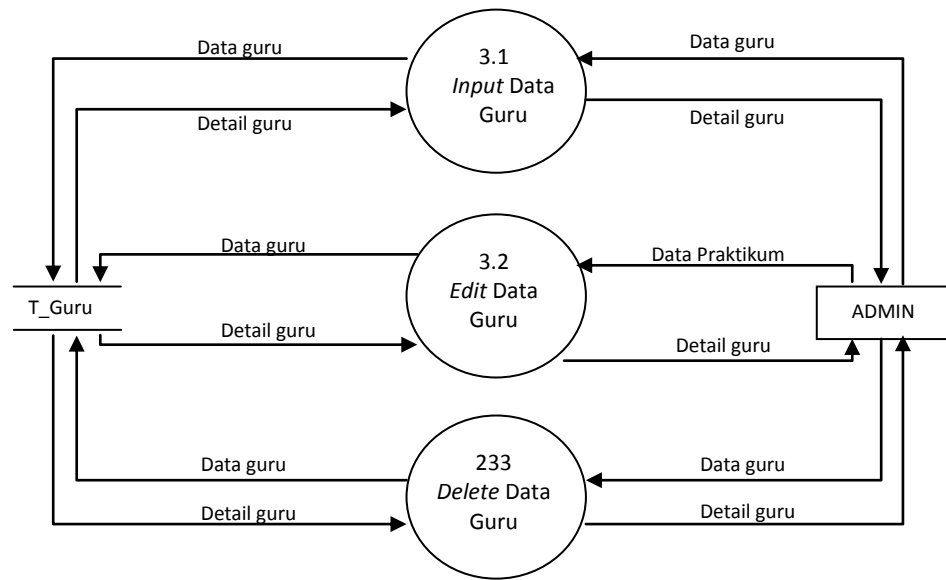 Data guru
3.1
Data guru
Input Data
Guru
Detail guru
Detail guru
Data guru
3.2
Data Praktikum
Edit Data
Guru
T_Guru
ADMIN
Detail guru
Detail guru
233
Data guru
Data guru
Delete Data
Guru
Detail guru
Detail guru